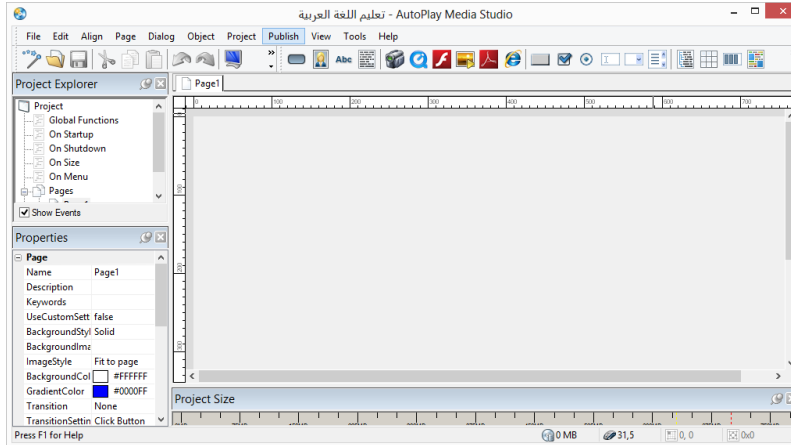 تعليم اللغة العربية - AutoPlay Media Studio
File Edit Align Page Dialog Object Project Publish View Tools Help
Abc
Project Explorer
Page1
Project
Global Functions
On Startup
On Shutdown
On Size
On Menu
Pages
Show Events
0 100 200 300 400 500 600 700
100
200
300
Properties
Page
Name Page1
Description
Keywords
UseCustomSett false
BackgroundStyl Solid
BackgroundIma
ImageStyle Fit to page
BackgroundCol #FFFFFF
GradientColor #0000FF
Transition None
TransitionSettin Click Button
Project Size
Press F1 for Help
0 MB
31,5
0, 0
0x0